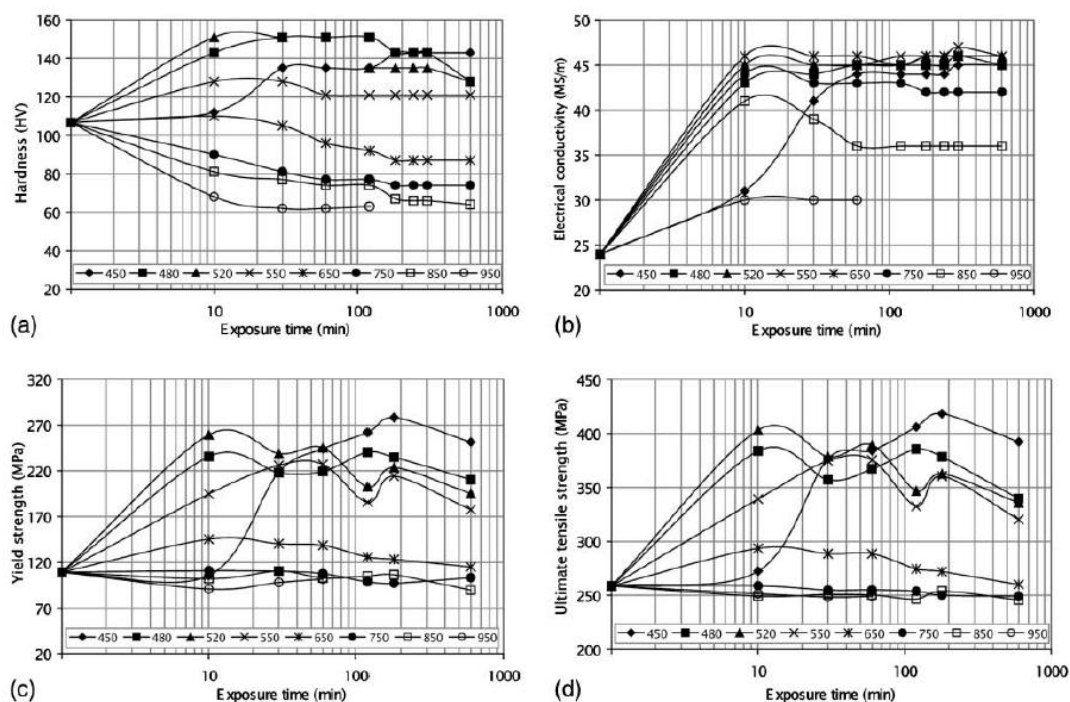 160
140
120
100
80
60
40
20
Hardness (HV)
450 480 520 550 650 750 850 950
10 100 1000
Exposure time (min)
(a)
50
45
40
35
30
25
20
Electrical conductivity (MS/m)
450 480 520 550 650 750 850 950
10 100 1000
Exposure time (min)
(b)
320
270
220
170
120
70
20
Yield strength (MPa)
450 480 520 550 650 750 850 950
10 100 1000
Exposure time (min)
(c)
450
400
350
300
250
200
Ultimate tensile strength (MPa)
450 480 520 550 650 750 850 950
10 100 1000
Exposure time (min)
(d)